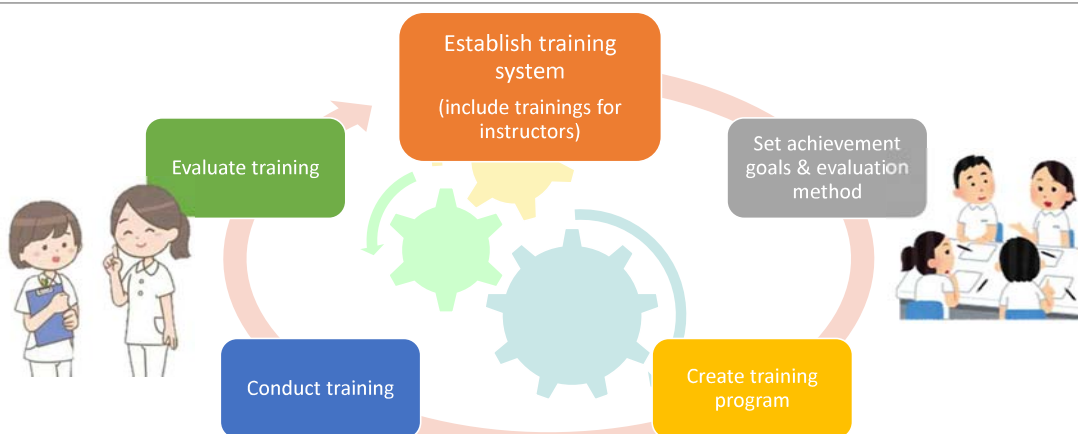 Establish training
system
(include trainings for
instructors)
Set achievement
goals & evaluation
method
Create training
program
Conduct training
Evaluate training